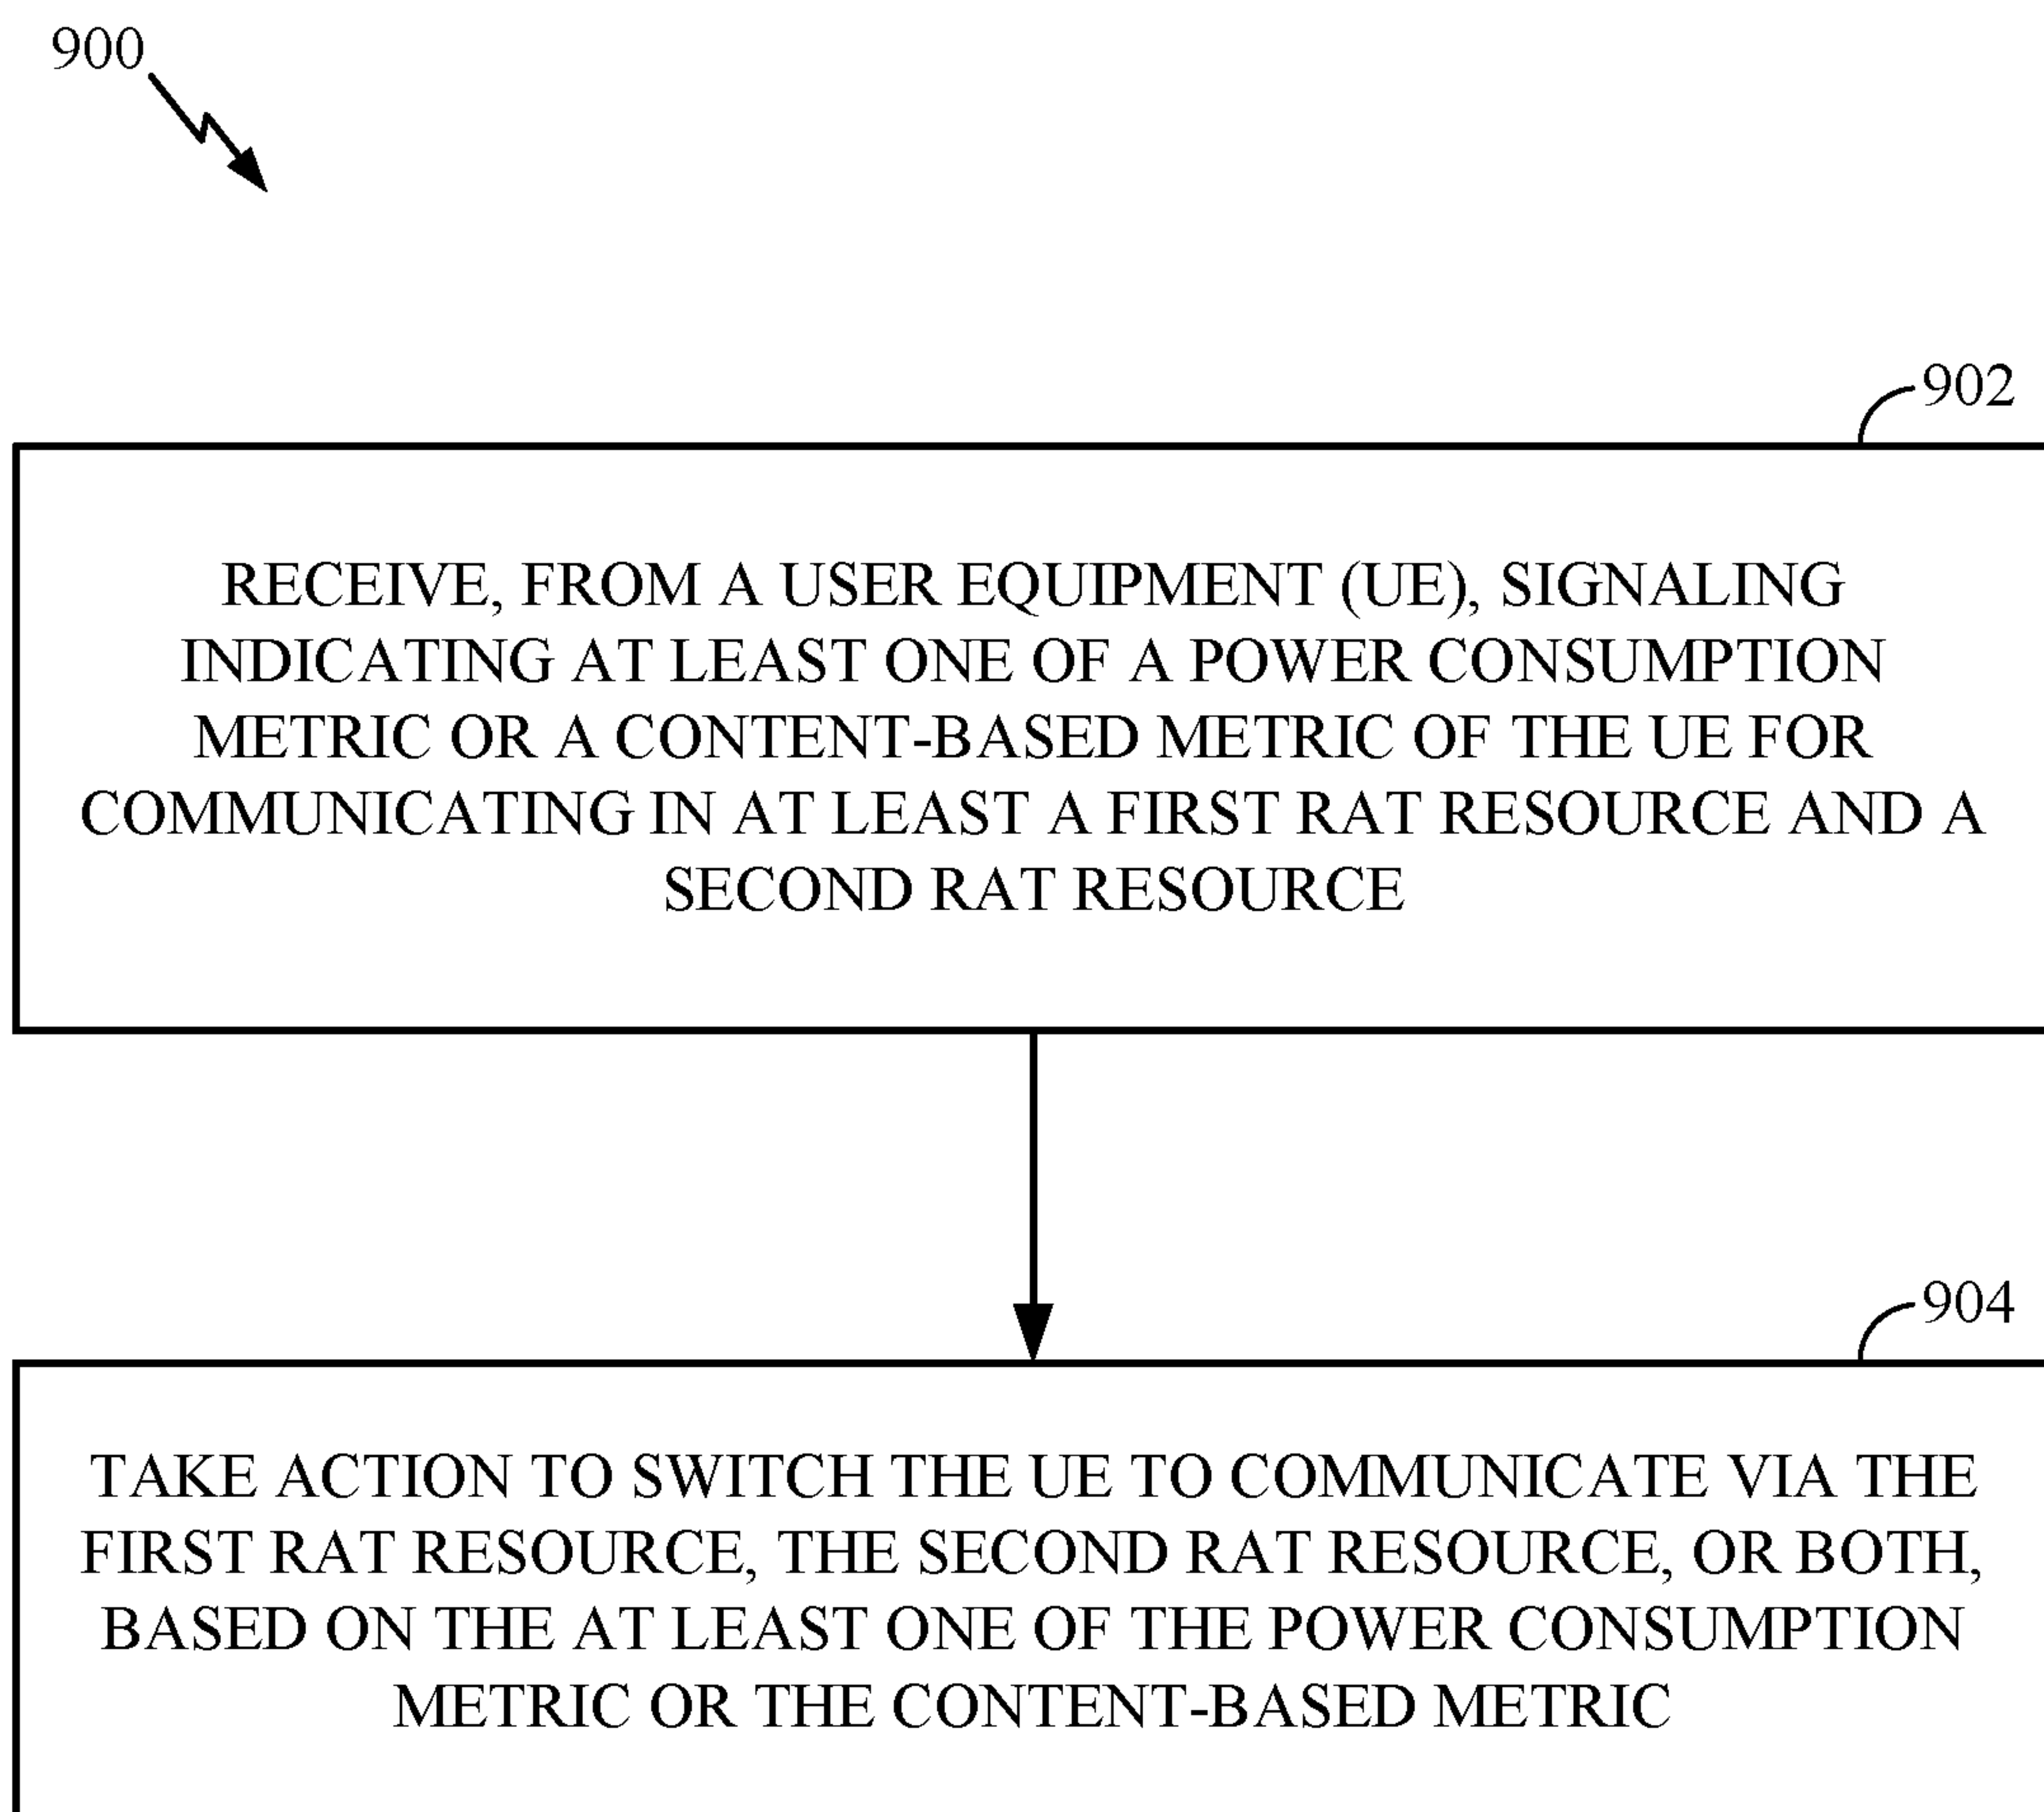 900
902
RECEIVE, FROM A USER EQUIPMENT (UE), SIGNALING
INDICATING AT LEAST ONE OF A POWER CONSUMPTION
METRIC OR A CONTENT-BASED METRIC OF THE UE FOR
COMMUNICATING IN AT LEAST A FIRST RAT RESOURCE AND A
SECOND RAT RESOURCE
904
TAKE ACTION TO SWITCH THE UE TO COMMUNICATE VIA THE
FIRST RAT RESOURCE, THE SECOND RAT RESOURCE, OR BOTH,
BASED ON THE AT LEAST ONE OF THE POWER CONSUMPTION
METRIC OR THE CONTENT-BASED METRIC